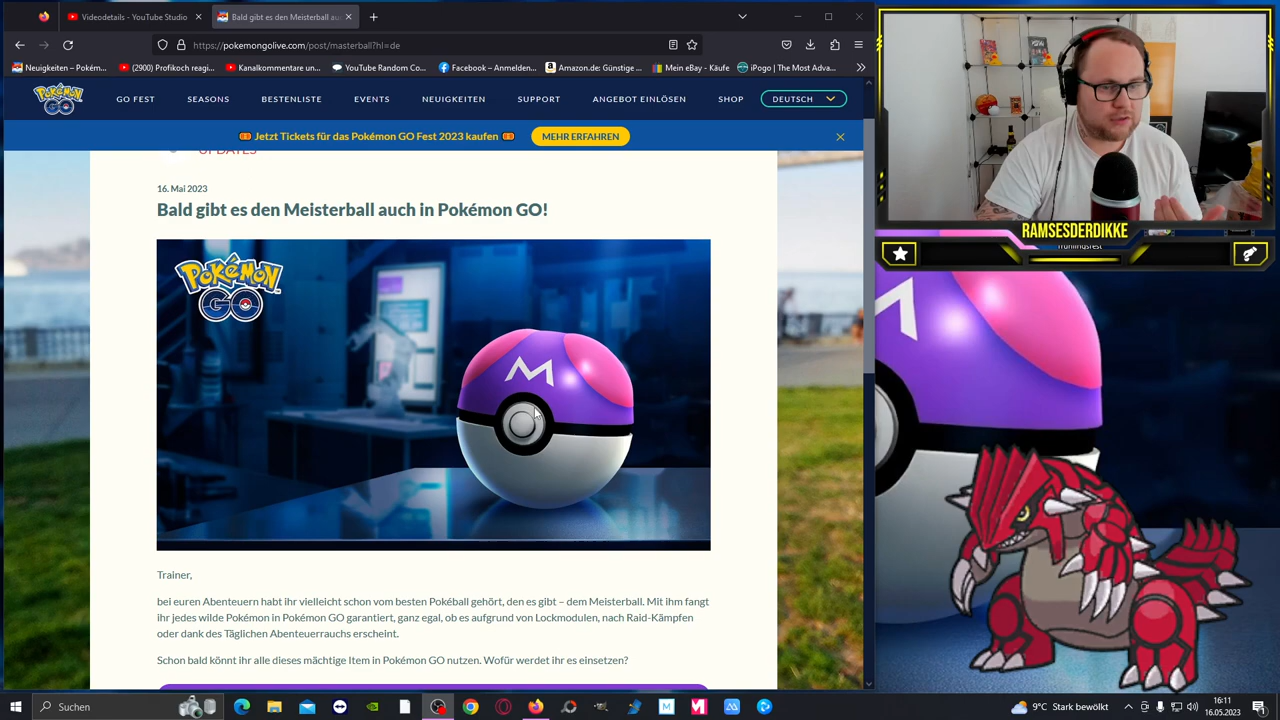 Videodetails - YouTube Studio
Bald gibt es den Meisterball au
https://pokemongolive.com/post/masterball?hl=de
Neuigkeiten – Pokém...
(2900) Profikoch reagi...
Kanalkommentare un...
YouTube Random Co...
Facebook – Anmelden...
Amazon.de: Günstige ...
Mein eBay - Käufe
iPogo | The Most Adva...
POKÉMON GO
GO FEST
SEASONS
BESTENLISTE
EVENTS
NEUIGKEITEN
SUPPORT
ANGEBOT EINLÖSEN
SHOP
DEUTSCH
Jetzt Tickets für das Pokémon GO Fest 2023 kaufen
MEHR ERFAHREN
UPDATES
16. Mai 2023
Bald gibt es den Meisterball auch in Pokémon GO!
POKÉMON GO
M
Trainer,
bei euren Abenteuern habt ihr vielleicht schon vom besten Pokéball gehört, den es gibt – dem Meisterball. Mit ihm fangt
ihr jedes wilde Pokémon in Pokémon GO garantiert, ganz egal, ob es aufgrund von Lockmodulen, nach Raid-Kämpfen
oder dank des Täglichen Abenteuerrauchs erscheint.
Schon bald könnt ihr alle dieses mächtige Item in Pokémon GO nutzen. Wofür werdet ihr es einsetzen?
RAMSESDERDIKKE
Frühlingsfest
Suchen
9°C Stark bewölkt
16:11
16.05.2023